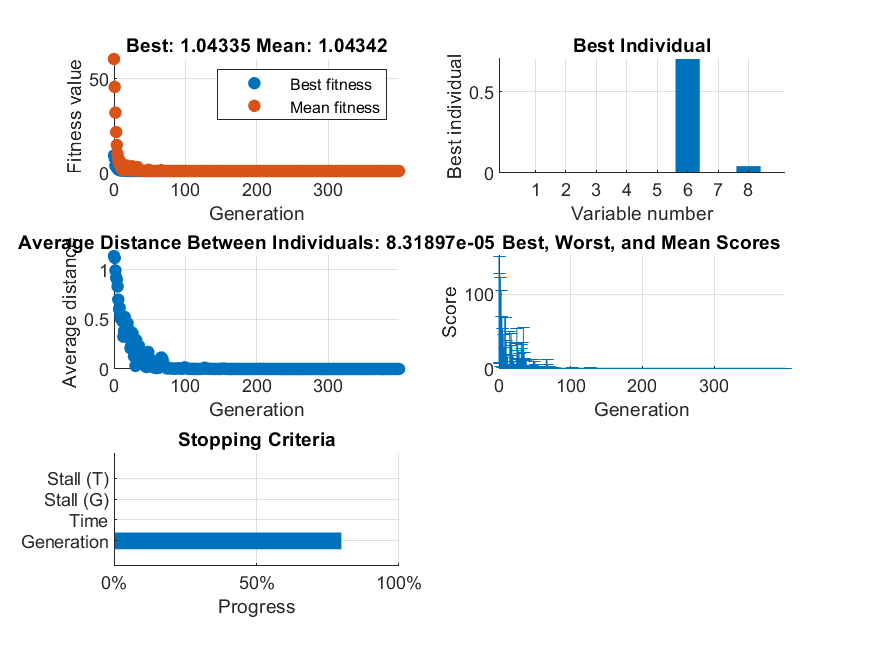 Best: 1.04335 Mean: 1.04342
Fitness value
50
0
Best fitness
Mean fitness
0 100 200 300
Generation
Best Individual
Best individual
0.5
0
1 2 3 4 5 6 7 8
Variable number
Average Distance Between Individuals: 8.31897e-05
Average distance
1
0.5
0
0 100 200 300
Generation
Best, Worst, and Mean Scores
Score
100
0
0 100 200 300
Generation
Stopping Criteria
Stall (T)
Stall (G)
Time
Generation
0% 50% 100%
Progress